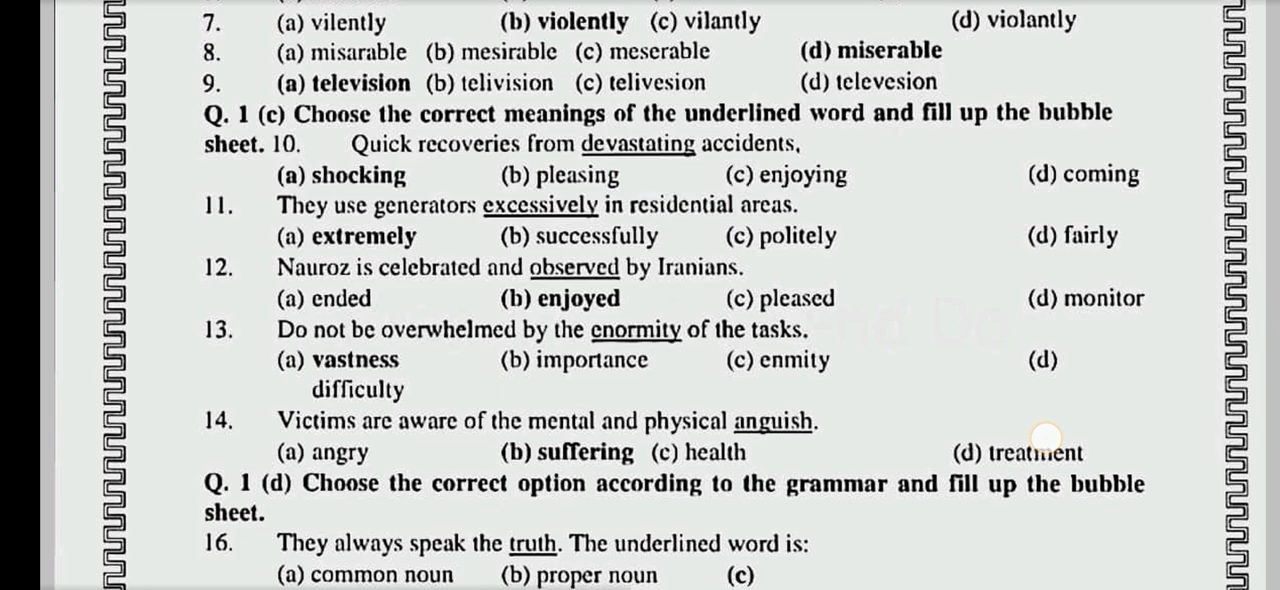 7. (a) vilently (b) violently (c) vilantly (d) violantly
8. (a) misarable (b) mesirable (c) meserable (d) miserable
9. (a) television (b) telivision (c) telivesion (d) televesion
Q. 1 (c) Choose the correct meanings of the underlined word and fill up the bubble
sheet. 10. Quick recoveries from devastating accidents,
(a) shocking (b) pleasing (c) enjoying (d) coming
11. They use generators excessively in residential areas.
(a) extremely (b) successfully (c) politely (d) fairly
12. Nauroz is celebrated and observed by Iranians.
(a) ended (b) enjoyed (c) pleased (d) monitor
13. Do not be overwhelmed by the enormity of the tasks.
(a) vastness (b) importance (c) enmity (d)
difficulty
14. Victims are aware of the mental and physical anguish.
(a) angry (b) suffering (c) health (d) treatment
Q. 1 (d) Choose the correct option according to the grammar and fill up the bubble
sheet.
16. They always speak the truth. The underlined word is:
(a) common noun (b) proper noun (c)